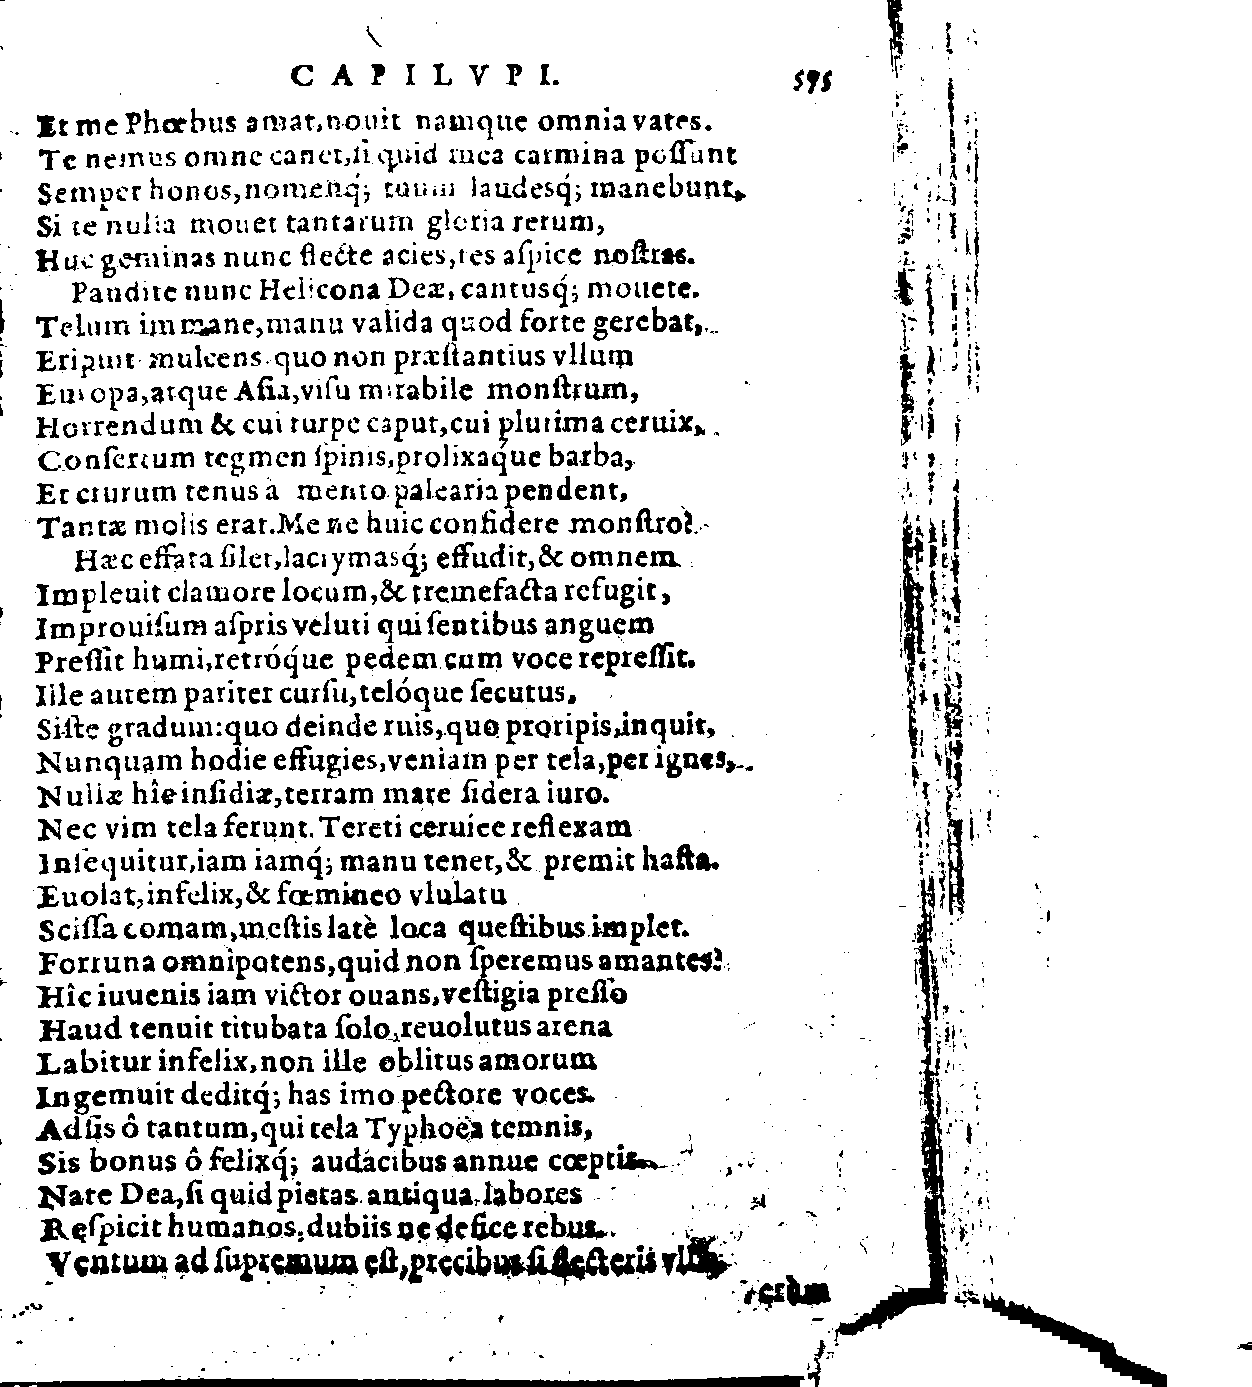 CAPILVPI. 595
Et me Phœbus amat, nouit namque omnia vates.
Te nemus omne canet, si quid mea carmina possunt
Semper honos, nomenq́; tuum laudesq́; manebunt,
Si te nulla mouet tantarum gloria rerum,
Huc geminas nunc flecte acies, res aspice nostras.
Pandite nunc Helicona Deæ, cantusq́; mouete.
Telum immane, manu valida quod forte gerebat,
Eripuit mulcens quo non præstantius vllum
Europa, atque Asia, visu mirabile monstrum,
Horrendum & cui turpe caput, cui plurima ceruix,
Consertum tegmen spinis, prolixaq́ue barba,
Et crurum tenus à mento palearia pendent,
Tantæ molis erat. Me ne huic confidere monstro?
Hæc effata silet, lacrymasq́; effudit, & omnem
Impleuit clamore locum, & tremefacta refugit,
Improuisum aspris veluti qui sentibus anguem
Pressit humi, retróq́ue pedem cum voce repressit.
Ille autem pariter cursu, telóque secutus,
Siste gradum: quo deinde ruis, quo proripis, inquit,
Nunquam hodie effugies, veniam per tela, per ignes,
Nullæ hîc insidiæ, terram mare sidera iuro.
Nec vim tela ferunt. Tereti ceruice reflexam
Insequitur, iam iamq́; manu tenet, & premit hasta.
Euolat, infelix, & fœmineo vlulatu
Scissa comam, mestis latè loca questibus implet.
Fortuna omnipotens, quid non speremus amantes?
Hîc iuuenis iam victor ouans, vestigia presso
Haud tenuit titubata solo, reuolutus arena
Labitur infelix, non ille oblitus amorum
Ingemuit deditq́; has imo pectore voces.
Adsis ô tantum, qui tela Typhoëa temnis,
Sis bonus ô felixq́; audacibus annue cœptis
Nate Dea, si quid pietas antiqua labores
Respicit humanos, dubiis ne defice rebus.
Ventum ad supremum est, precibus si flecteris vllis,
Verùm